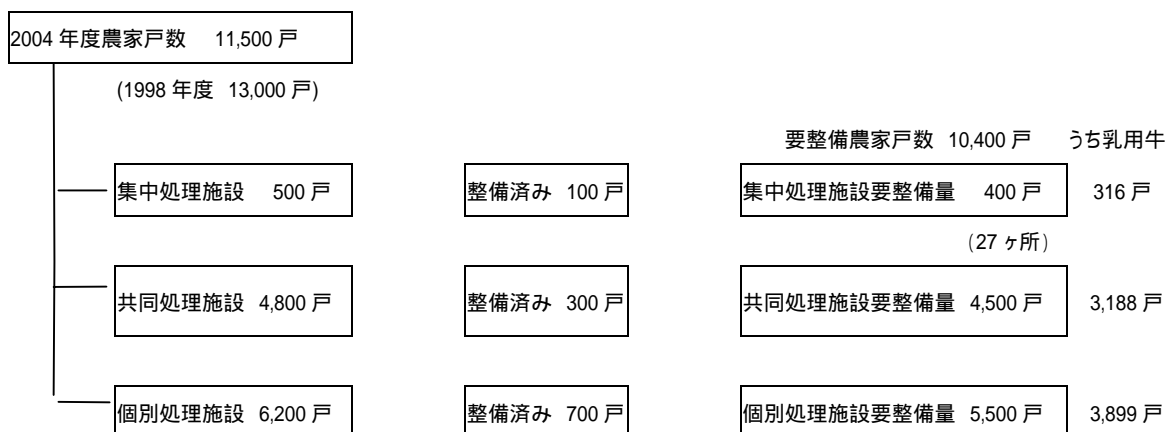 2004 年度農家戸数 11,500 戸
(1998 年度 13,000 戸)
要整備農家戸数 10,400 戸 うち乳用牛
集中処理施設 500 戸 整備済み 100 戸 集中処理施設要整備量 400 戸 316 戸
(27 ヶ所)
共同処理施設 4,800 戸 整備済み 300 戸 共同処理施設要整備量 4,500 戸 3,188 戸
個別処理施設 6,200 戸 整備済み 700 戸 個別処理施設要整備量 5,500 戸 3,899 戸